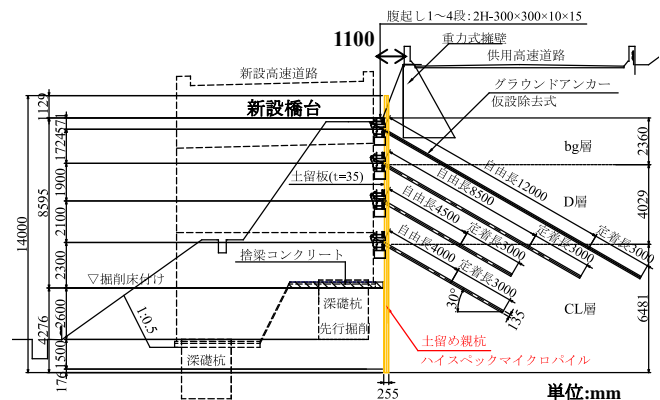 腹起し1～4段:2H-300×300×10×15
1100
重力式擁壁
供用高速道路
新設高速道路
グラウンドアンカー
仮設除去式
新設橋台
1129
457
1724
1900
2100
2300
2600
1500
176
8595
4276
14000
土留板(t=35)
bg層
D層
CL層
2360
4029
6481
自由長12000
自由長8500
自由長4500
自由長4000
定着長3000
定着長3000
定着長3000
定着長3000
30°
135
捨梁コンクリート
▽掘削床付け
1:0.5
深礎杭
先行掘削
深礎杭
土留め親杭
ハイスペックマイクロパイル
255
単位:mm